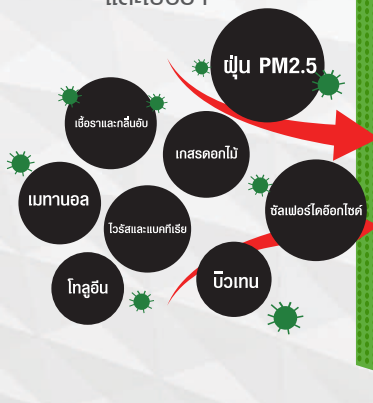 ฝุ่น PM2.5
เชื้อราและกลิ่นอับ
เกสรดอกไม้
เมทานอล
ซัลเฟอร์ไดอ๊อกไซด์
ไวรัสและแบคทีเรีย
โทลูอีน
บิวเทน